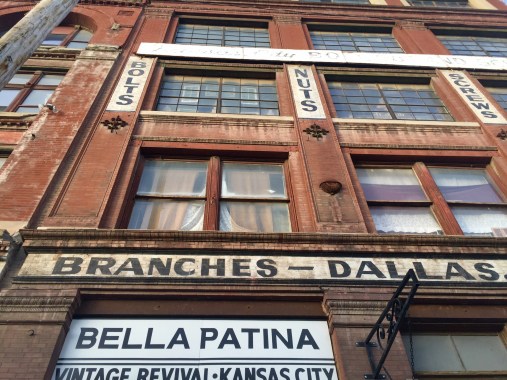 BOLTS
NUTS
SCREWS
BRANCHES — DALLAS
BELLA PATINA
VINTAGE REVIVAL · KANSAS CITY